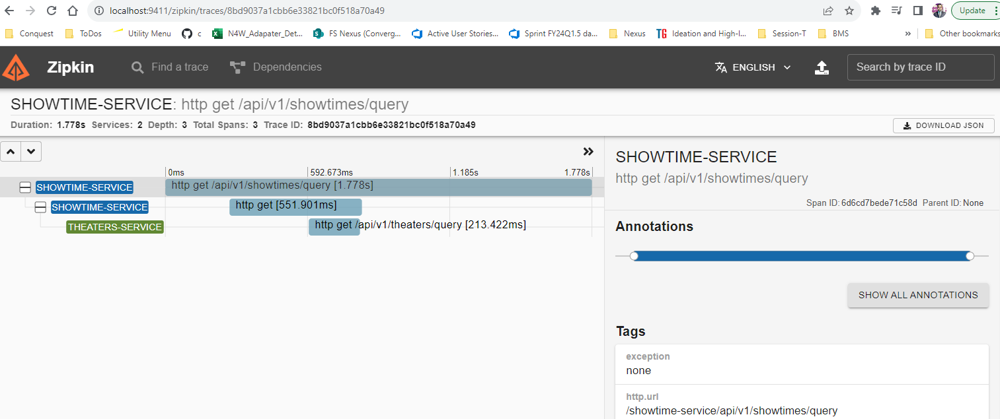 localhost:9411/zipkin/traces/8bd9037a1cbb6e33821bc0f518a70a49 Update
Conquest ToDos Utility Menu c N4W_Adapater_Det... FS Nexus (Converg... Active User Stories... Sprint FY24Q1.5 da... Nexus TG Ideation and High-I... Session-T BMS » Other bookmarks
Zipkin Find a trace Dependencies ENGLISH Search by trace ID
SHOWTIME-SERVICE: http get /api/v1/showtimes/query
Duration: 1.778s Services: 2 Depth: 3 Total Spans: 3 Trace ID: 8bd9037a1cbb6e33821bc0f518a70a49 DOWNLOAD JSON
0ms 592.673ms 1.185s 1.778s
SHOWTIME-SERVICE http get /api/v1/showtimes/query [1.778s]
SHOWTIME-SERVICE http get [551.901ms]
THEATERS-SERVICE http get /api/v1/theaters/query [213.422ms]
SHOWTIME-SERVICE
http get /api/v1/showtimes/query
Span ID: 6d6cd7bede71c58d Parent ID: None
Annotations
SHOW ALL ANNOTATIONS
Tags
exception
none
http.url
/showtime-service/api/v1/showtimes/query